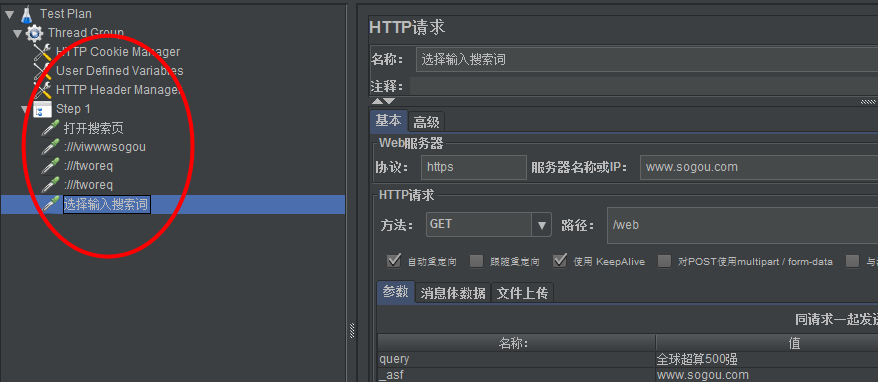 Test Plan
Thread Group
HTTP Cookie Manager
User Defined Variables
HTTP Header Manager
Step 1
打开搜索页
:///viwwwsogou
:///tworeq
:///tworeq
选择输入搜索词
HTTP请求
名称： 选择输入搜索词
注释：
基本 高级
Web服务器
协议： https 服务器名称或IP： www.sogou.com
HTTP请求
方法： GET 路径： /web
自动重定向 跟随重定向 使用 KeepAlive 对POST使用multipart / form-data
参数 消息体数据 文件上传
同请求一起发送
名称： 值
query 全球超算500强
_asf www.sogou.com